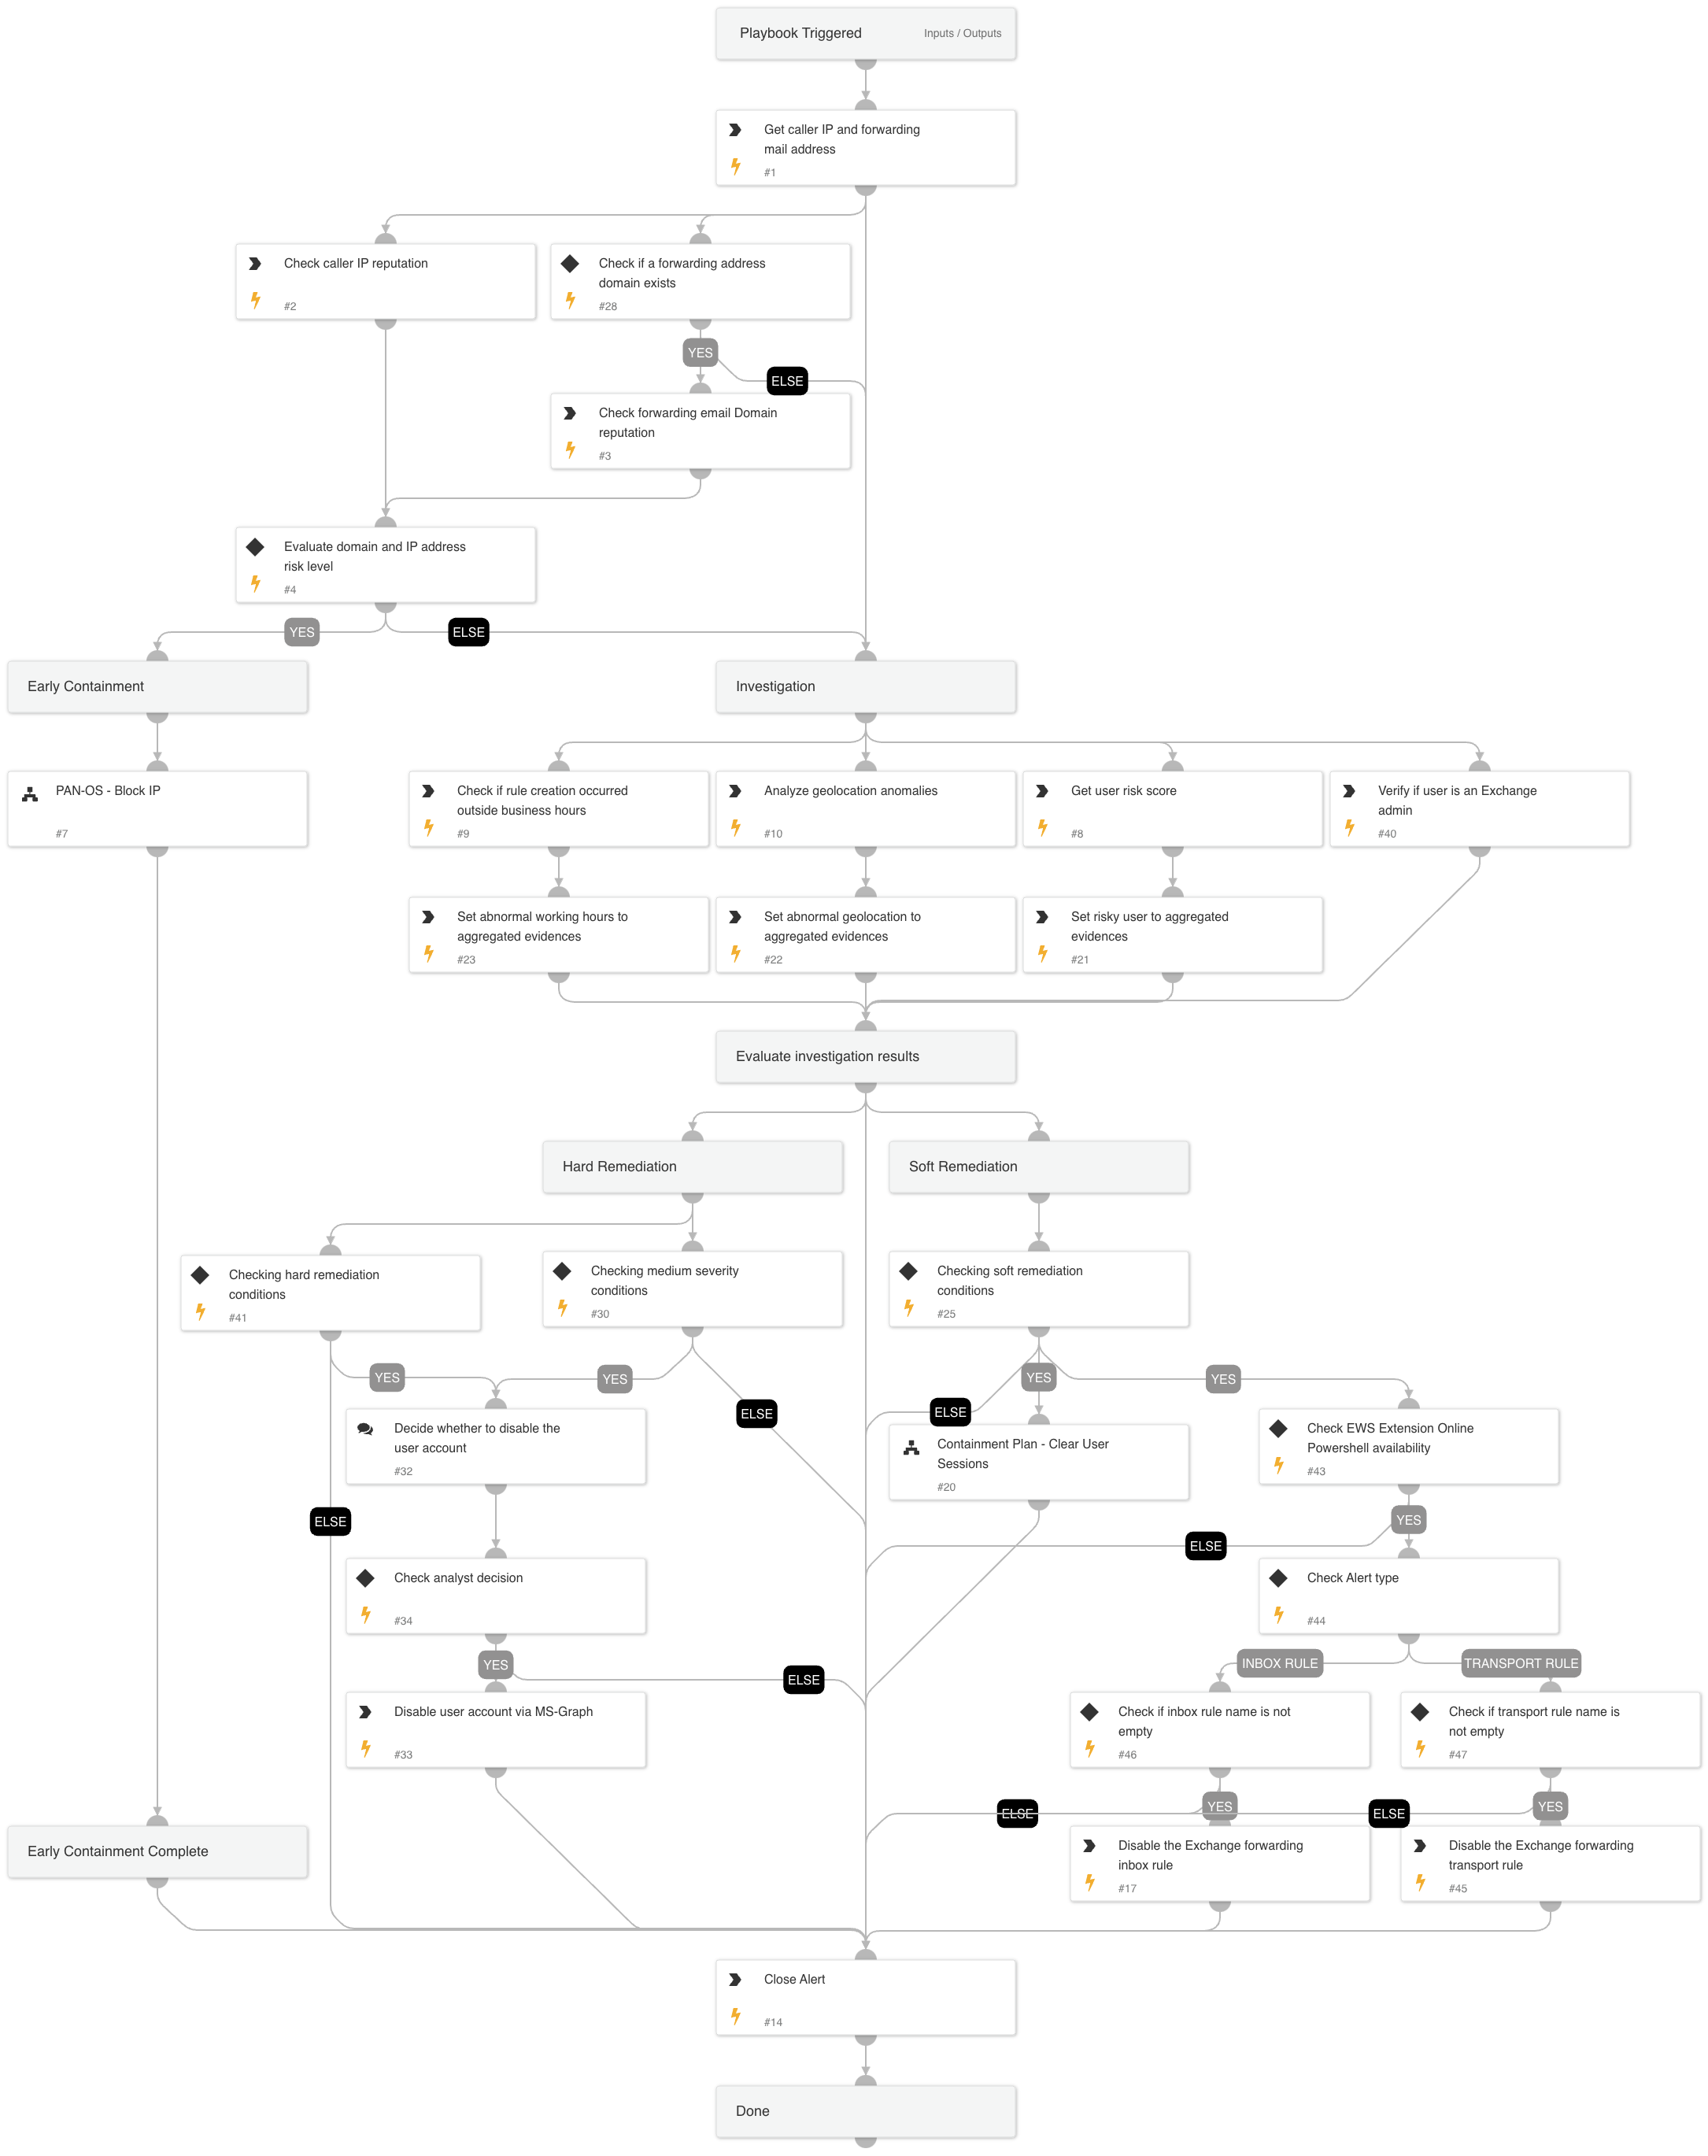 Playbook Triggered
Inputs / Outputs
Get caller IP and forwarding
mail address
#1
Check caller IP reputation
#2
Check if a forwarding address
domain exists
#28
YES
ELSE
Check forwarding email Domain
reputation
#3
Evaluate domain and IP address
risk level
#4
YES
ELSE
Early Containment
Investigation
PAN-OS - Block IP
#7
Check if rule creation occurred
outside business hours
#9
Analyze geolocation anomalies
#10
Get user risk score
#8
Verify if user is an Exchange
admin
#40
Set abnormal working hours to
aggregated evidences
#23
Set abnormal geolocation to
aggregated evidences
#22
Set risky user to aggregated
evidences
#21
Evaluate investigation results
Hard Remediation
Soft Remediation
Checking hard remediation
conditions
#41
Checking medium severity
conditions
#30
Checking soft remediation
conditions
#25
YES
YES
ELSE
ELSE
YES
YES
Decide whether to disable the
user account
#32
Containment Plan - Clear User
Sessions
#20
Check EWS Extension Online
Powershell availability
#43
ELSE
YES
ELSE
Check analyst decision
#34
Check Alert type
#44
YES
ELSE
INBOX RULE
TRANSPORT RULE
Disable user account via MS-Graph
#33
Check if inbox rule name is not
empty
#46
Check if transport rule name is
not empty
#47
ELSE
YES
ELSE
YES
Early Containment Complete
Disable the Exchange forwarding
inbox rule
#17
Disable the Exchange forwarding
transport rule
#45
Close Alert
#14
Done